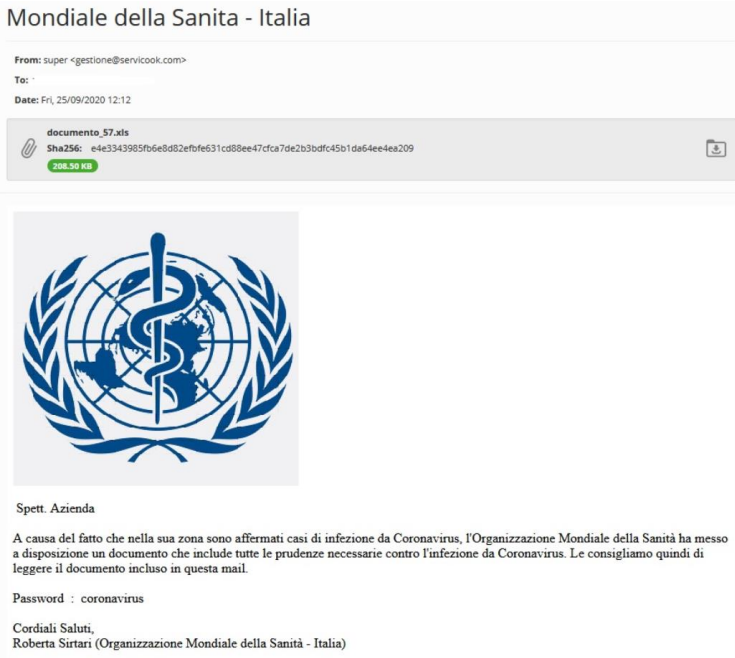 Mondiale della Sanita - Italia
From: super <gestione@servicook.com>
To:
Date: Fri, 25/09/2020 12:12
documento_57.xls
Sha256: e4e3343985fb6e8d82efbfe631cd88ee47cfca7de2b3bdfc45b1da64ee4ea209
208.50 KB
Spett. Azienda
A causa del fatto che nella sua zona sono affermati casi di infezione da Coronavirus, l'Organizzazione Mondiale della Sanità ha messo
a disposizione un documento che include tutte le prudenze necessarie contro l'infezione da Coronavirus. Le consigliamo quindi di
leggere il documento incluso in questa mail.
Password : coronavirus
Cordiali Saluti,
Roberta Sirtari (Organizzazione Mondiale della Sanità - Italia)